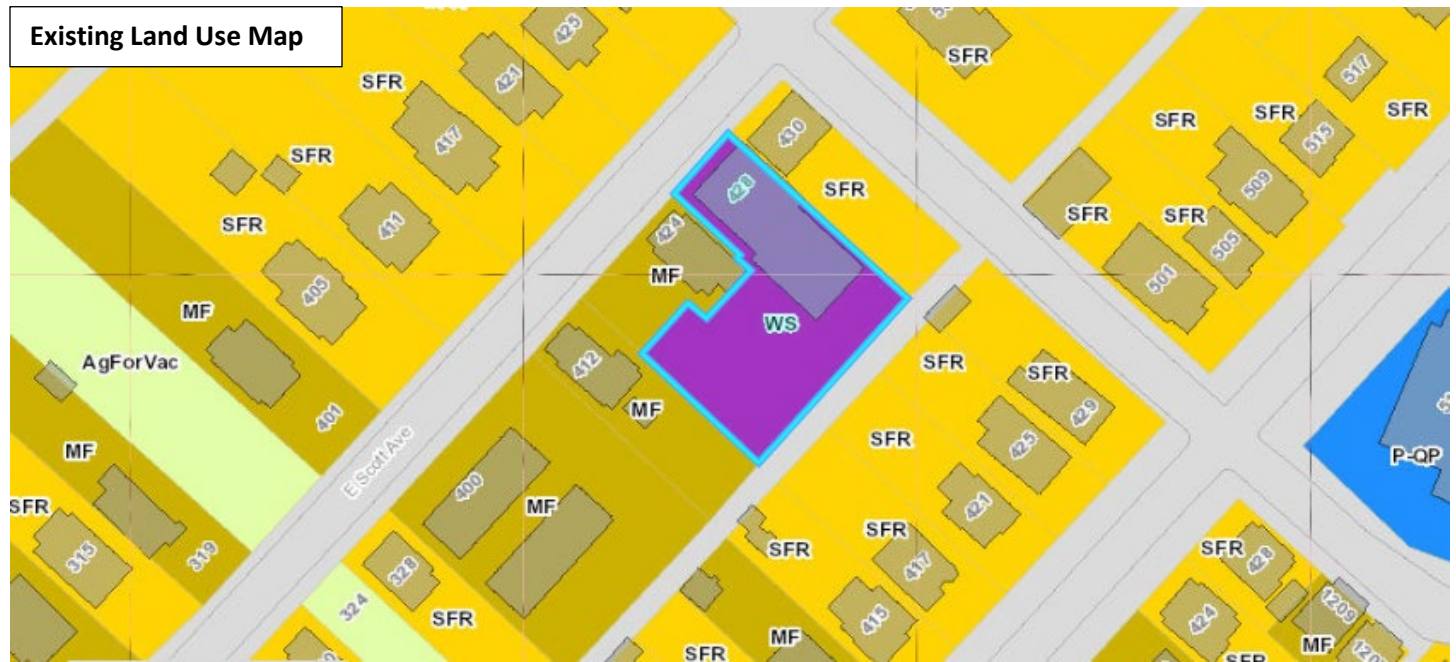 Existing Land Use Map
425
SFR
421
SFR
417
SFR
411
SFR
405
MF
AgForVac
401
MF
SFR
315
319
E Scott Ave
430
428
SFR
424
MF
WS
412
MF
400
MF
328
324
SFR
SFR
517
SFR
SFR
SFR
515
509
SFR
SFR
505
501
SFR
SFR
429
SFR
425
421
SFR
SFR
417
415
MF
SFR
P-QP
SFR
428
424
1209
MF
SFR